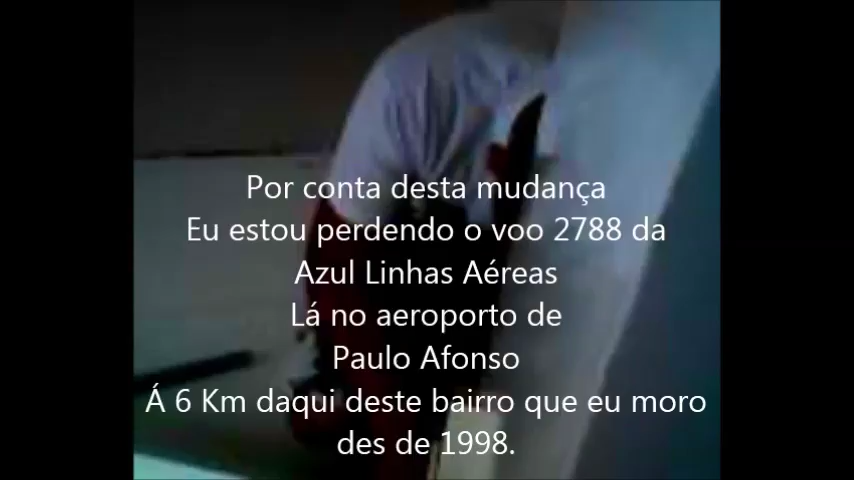 Por conta desta mudança
Eu estou perdendo o voo 2788 da
Azul Linhas Aéreas
Lá no aeroporto de
Paulo Afonso
Á 6 Km daqui deste bairro que eu moro
des de 1998.